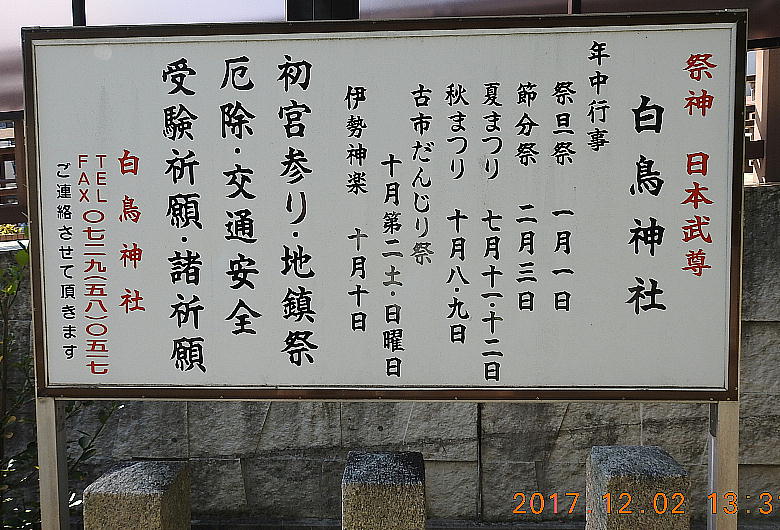 祭神 日本武尊
白鳥神社
年中行事
祭旦祭 一月一日
節分祭 二月三日
夏まつり 七月十一・十二日
秋まつり 十月八・九日
古市だんじり祭
十月第二土・日曜日
伊勢神楽 十月十日
初宮参り・地鎮祭
厄除・交通安全
受験祈願・諸祈願
白鳥神社
TEL
FAX 〇七二九(五八)〇五一七
ご連絡させて頂きます
2017.12.02 13:3